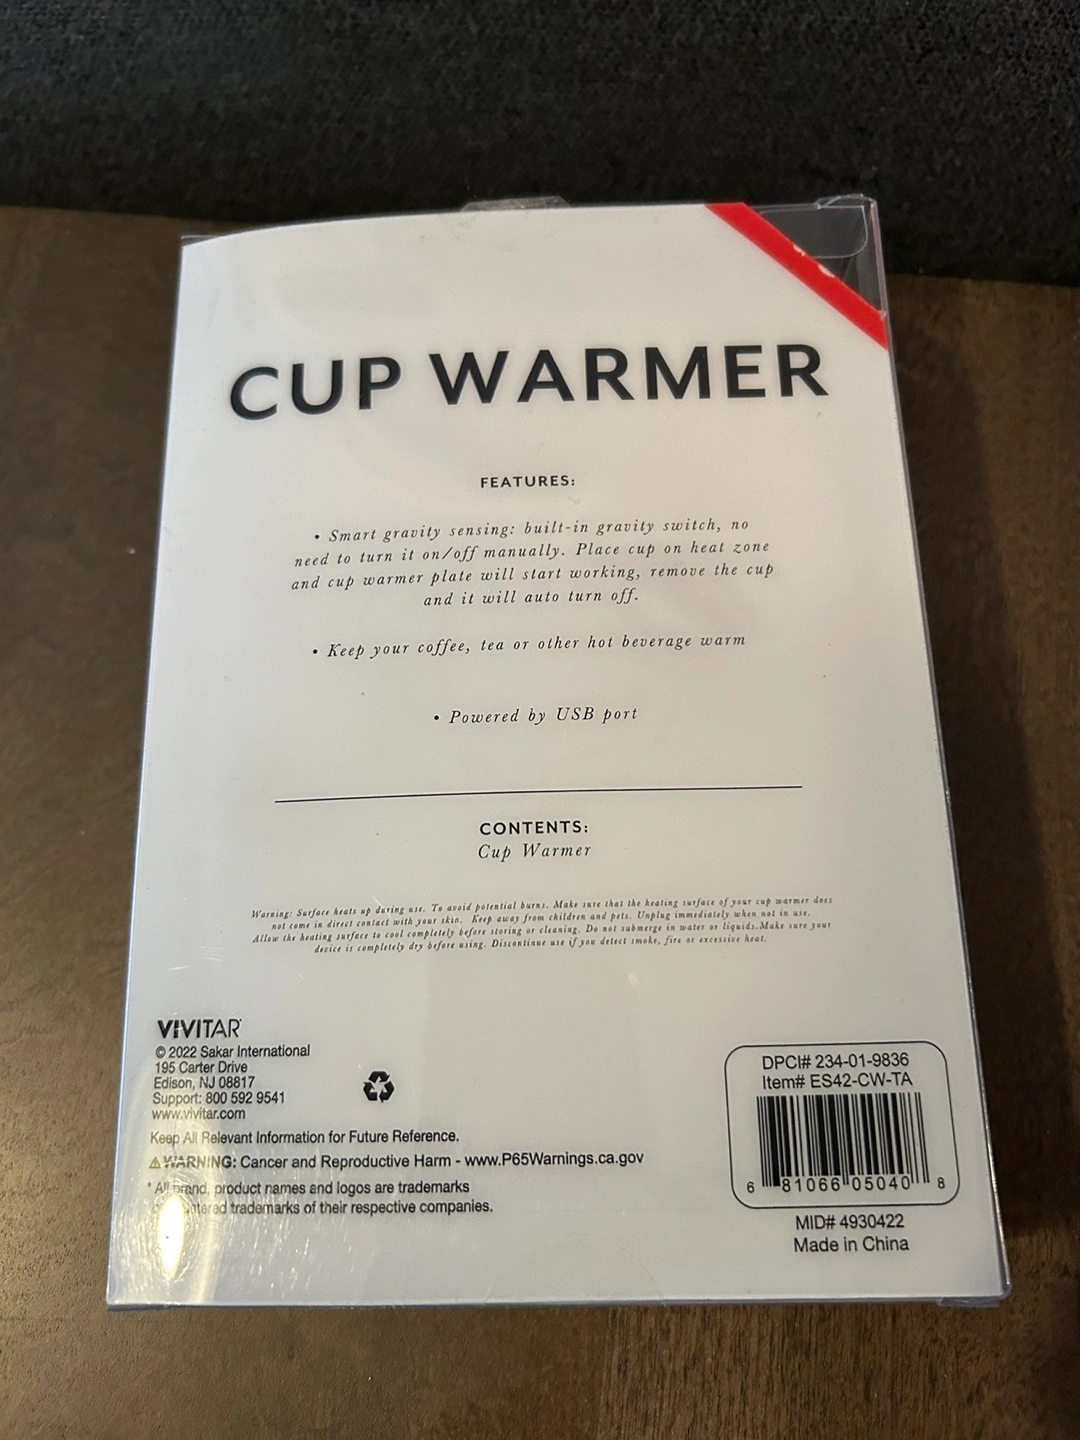 CUP WARMER
FEATURES:
• Smart gravity sensing: built-in gravity switch, no
need to turn it on/off manually. Place cup on heat zone
and cup warmer plate will start working, remove the cup
and it will auto turn off.
• Keep your coffee, tea or other hot beverage warm
• Powered by USB port
CONTENTS:
Cup Warmer
Warning: Surface heats up during use. To avoid potential burns. Make sure that the heating surface of your cup warmer does
not come in direct contact with your skin. Keep away from children and pets. Unplug immediately when not in use.
Allow the heating surface to cool completely before storing or cleaning. Do not submerge in water or liquids.Make sure your
device is completely dry before using. Discontinue use if you detect smoke, fire or excessive heat.
VIVITAR
© 2022 Sakar International
195 Carter Drive
Edison, NJ 08817
Support: 800 592 9541
www.vivitar.com
Keep All Relevant Information for Future Reference.
⚠WARNING: Cancer and Reproductive Harm - www.P65Warnings.ca.gov
* All brand, product names and logos are trademarks
trademarks of their respective companies.
DPCI# 234-01-9836
Item# ES42-CW-TA
6 81066 05040 8
MID# 4930422
Made in China